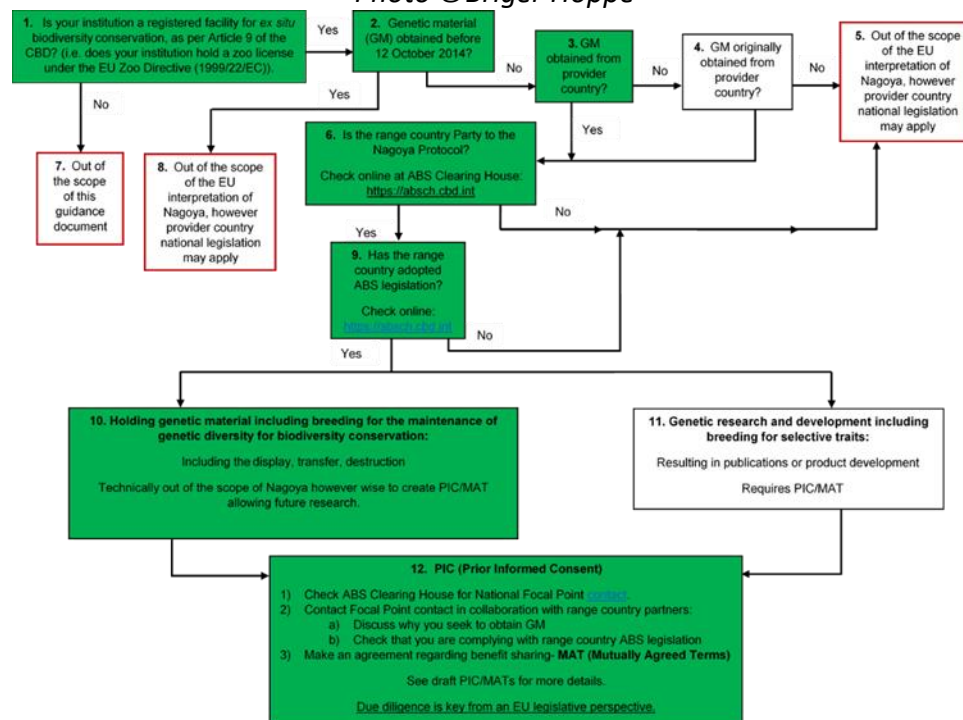 Photo ©Briger Hoppe
1. Is your institution a registered facility for ex situ
biodiversity conservation, as per Article 9 of the
CBD? (i.e. does your institution hold a zoo license
under the EU Zoo Directive (1999/22/EC)).
Yes
2. Genetic material
(GM) obtained before
12 October 2014?
No
3. GM
obtained from
provider
country?
No
4. GM originally
obtained from
provider
country?
No
5. Out of the
scope of the EU
interpretation of
Nagoya, however
provider country
national legislation
may apply
No
Yes
Yes
6. Is the range country Party to the
Nagoya Protocol?
Check online at ABS Clearing House:
https://absch.cbd.int
7. Out of
the scope
of this
guidance
document
8. Out of the scope
of the EU
interpretation of
Nagoya, however
provider country
national legislation
may apply
No
Yes
9. Has the range
country adopted
ABS legislation?
Check online:
https://absch.cbd.int
No
Yes
10. Holding genetic material including breeding for the maintenance of
genetic diversity for biodiversity conservation:
Including the display, transfer, destruction
Technically out of the scope of Nagoya however wise to create PIC/MAT
allowing future research.
11. Genetic research and development including
breeding for selective traits:
Resulting in publications or product development
Requires PIC/MAT
12. PIC (Prior Informed Consent)
1) Check ABS Clearing House for National Focal Point contact.
2) Contact Focal Point contact in collaboration with range country partners:
a) Discuss why you seek to obtain GM
b) Check that you are complying with range country ABS legislation
3) Make an agreement regarding benefit sharing- MAT (Mutually Agreed Terms)
See draft PIC/MATs for more details.
Due diligence is key from an EU legislative perspective.